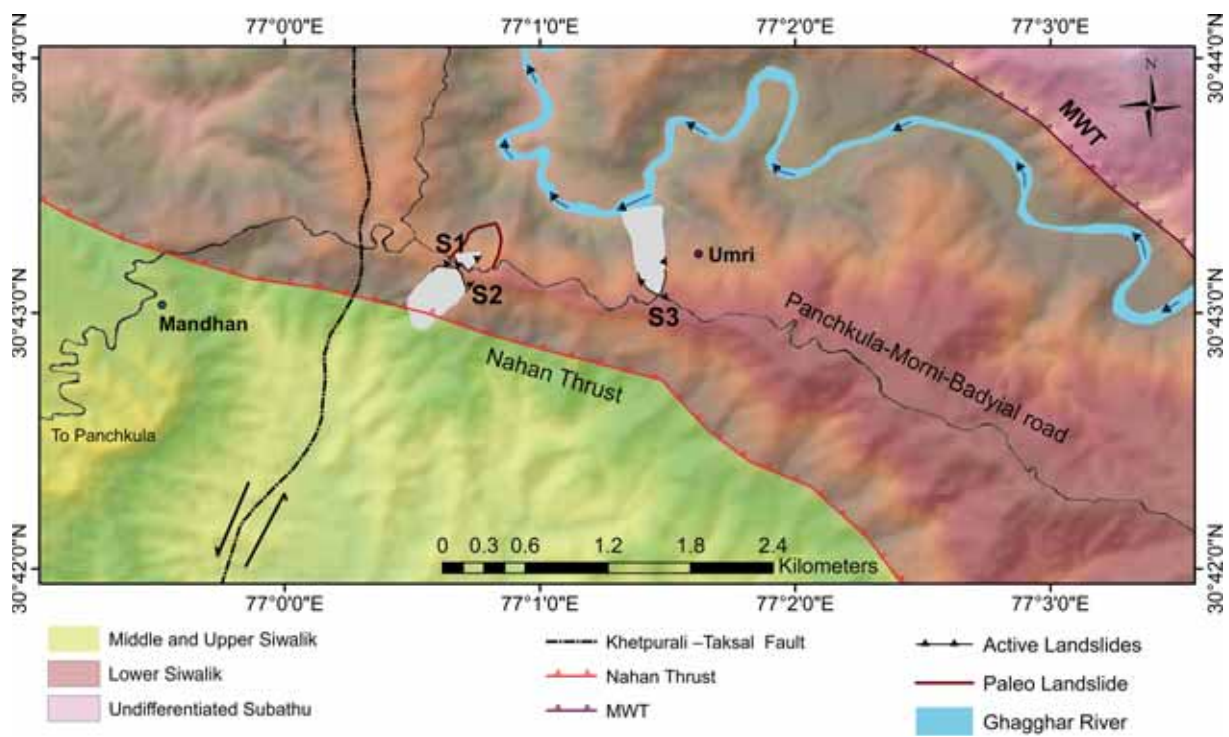 77°0'0"E 77°1'0"E 77°2'0"E 77°3'0"E
30°44'0"N
30°44'0"N
N
MWT
S1
Umri
S2
30°43'0"N
30°43'0"N
Mandhan
S3
Panchkula-Morni-Badyial road
Nahan Thrust
To Panchkula
0 0.3 0.6 1.2 1.8 2.4
Kilometers
30°42'0"N
30°42'0"N
77°0'0"E 77°1'0"E 77°2'0"E 77°3'0"E
Middle and Upper Siwalik
Lower Siwalik
Undifferentiated Subathu
Khetpurali –Taksal Fault
Nahan Thrust
MWT
Active Landslides
Paleo Landslide
Ghagghar River